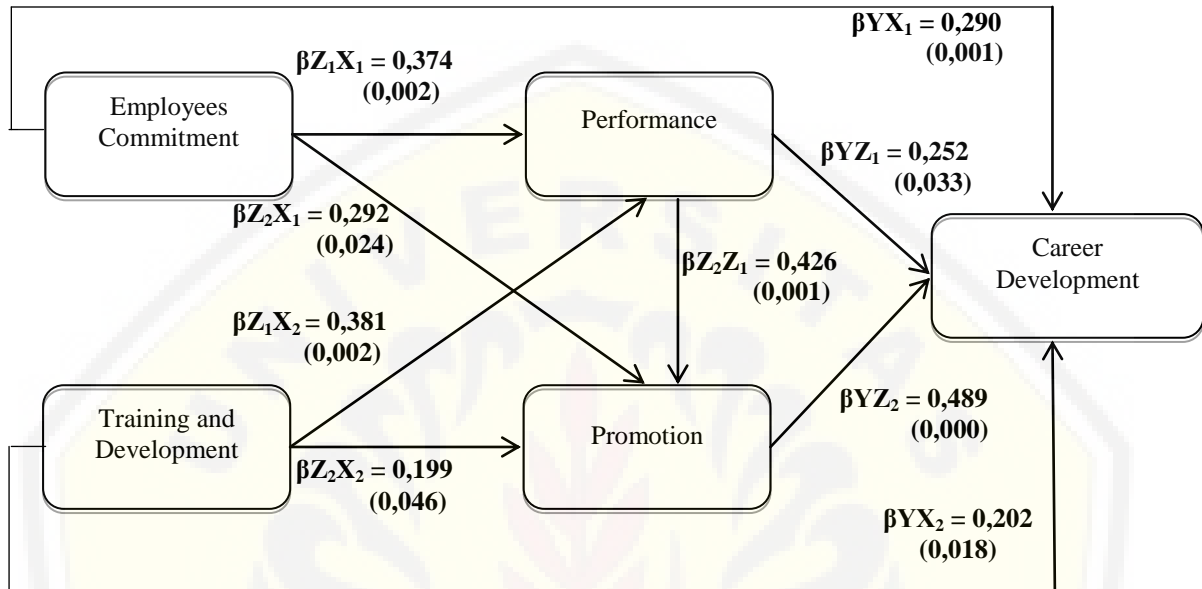 βYX₁ = 0,290
(0,001)
βZ₁X₁ = 0,374
(0,002)
Employees
Commitment
Performance
βYZ₁ = 0,252
(0,033)
βZ₂X₁ = 0,292
(0,024)
βZ₂Z₁ = 0,426
(0,001)
Career
Development
βZ₁X₂ = 0,381
(0,002)
Training and
Development
Promotion
βYZ₂ = 0,489
(0,000)
βZ₂X₂ = 0,199
(0,046)
βYX₂ = 0,202
(0,018)
UNIVERSITAS